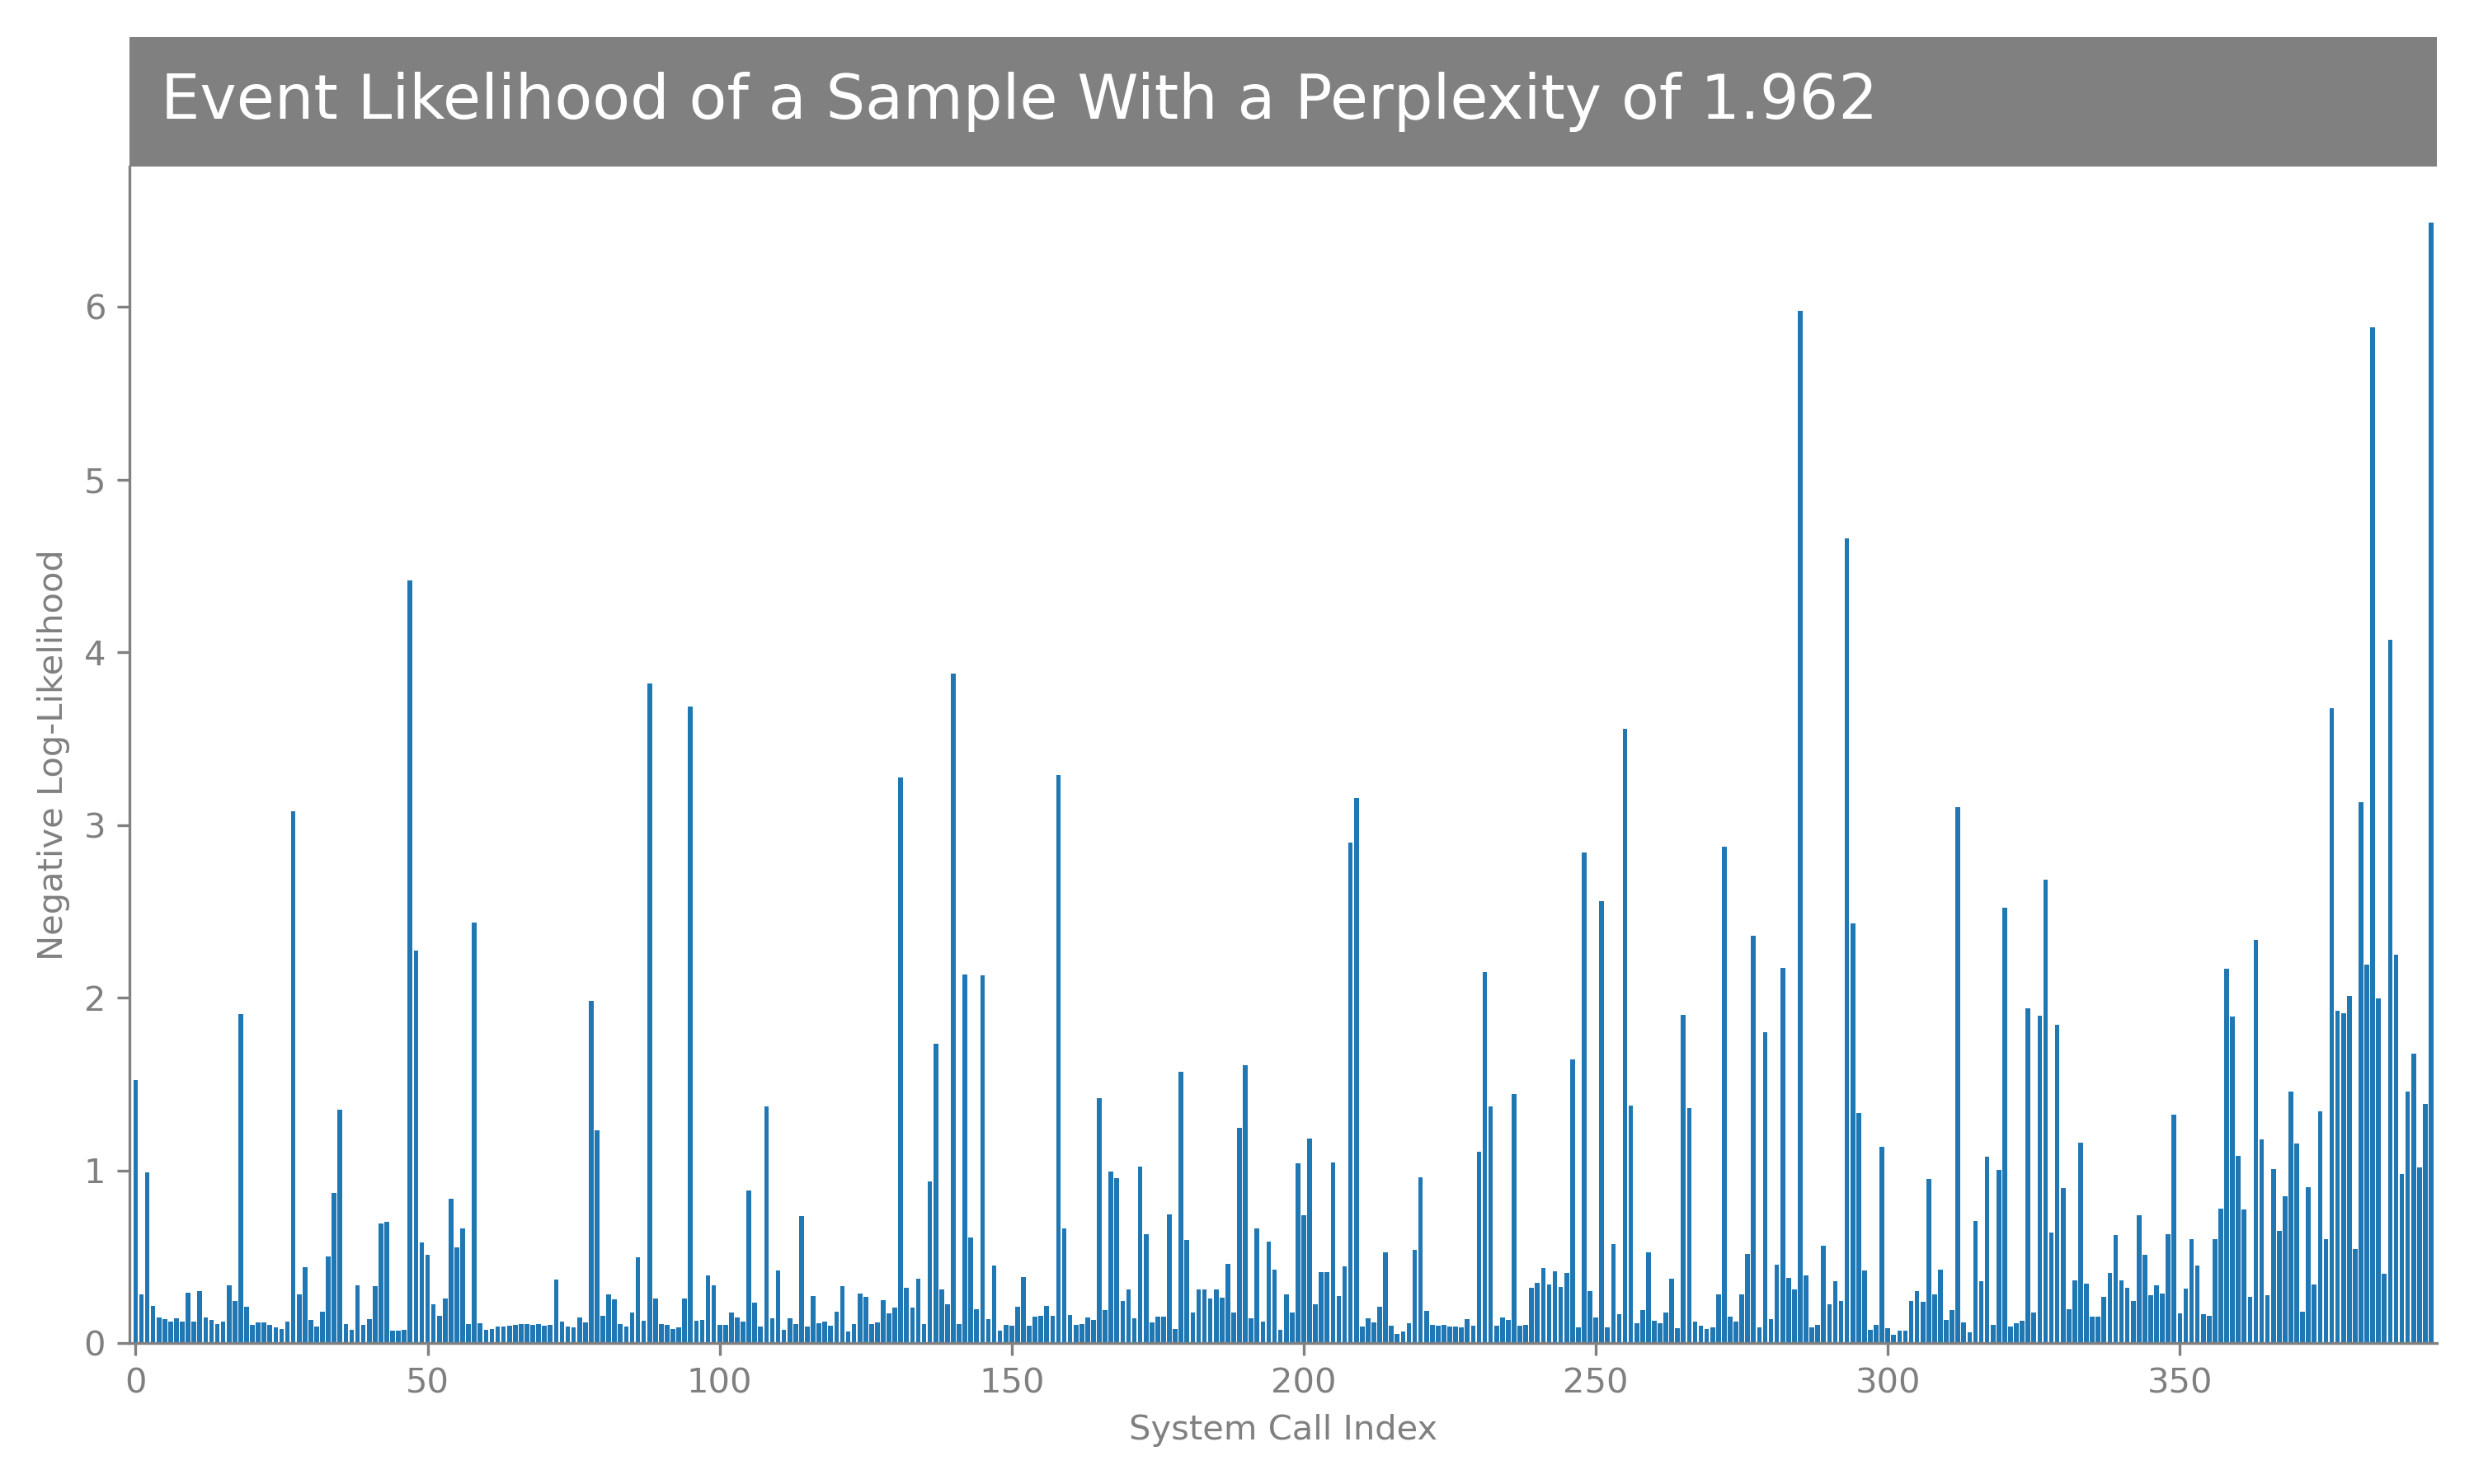 Event Likelihood of a Sample With a Perplexity of 1.962
Negative Log-Likelihood
6
5
4
3
2
1
0
0 50 100 150 200 250 300 350
System Call Index